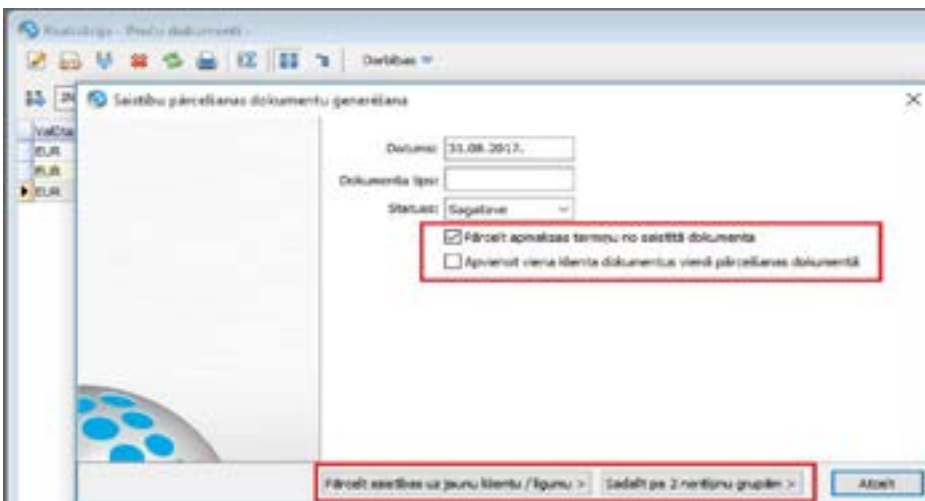 Realizācija - Preču dokumenti -
Darbības
Saistību pārcelšanas dokumentu ģenerēšana
EUR
EUR
EUR
Datums: 31.08.2017.
Dokumenta tips:
Statuss: Sagatave
Pārcelt apmaksas termiņu no saistītā dokumenta
Apvienot viena klienta dokumentus vienā pārcelšanas dokumentā
Pārcelt saistības uz jaunu klientu / līgumu >
Sadalīt pa 2 norēķinu grupām >
Atcelt